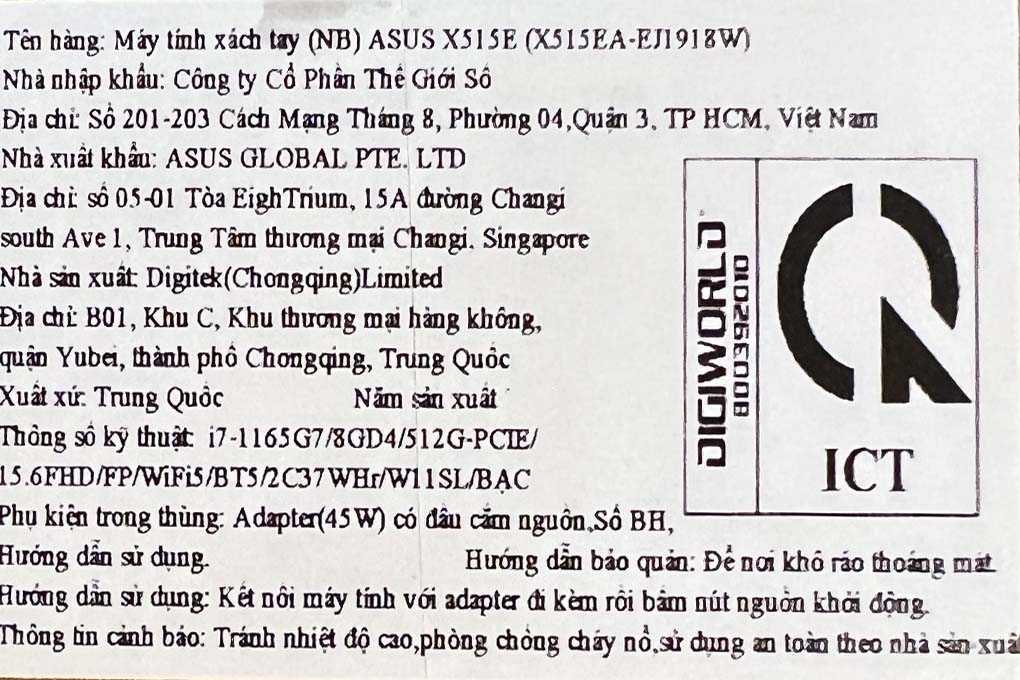 Tên hàng: Máy tính xách tay (NB) ASUS X515E (X515EA-EJ1918W)
Nhà nhập khẩu: Công ty Cổ Phần Thế Giới Số
Địa chỉ: Số 201-203 Cách Mạng Tháng 8, Phường 04,Quận 3, TP HCM, Việt Nam
Nhà xuất khẩu: ASUS GLOBAL PTE. LTD
Địa chỉ: số 05-01 Tòa EighTrium, 15A đường Changi
south Ave 1, Trung Tâm thương mại Changi, Singapore
Nhà sản xuất: Digitek(Chongqing)Limited
Địa chỉ: B01, Khu C, Khu thương mại hàng không,
quận Yubei, thành phố Chongqing, Trung Quốc
Xuất xứ: Trung Quốc Năm sản xuất
Thông số kỹ thuật: i7-1165G7/8GD4/512G-PCIE/
15.6FHD/FP/WiFi5/BT5/2C37WHr/W11SL/BẠC
Phụ kiện trong thùng: Adapter(45W) có đầu cắm nguồn,Sổ BH,
Hướng dẫn sử dụng. Hướng dẫn bảo quản: Để nơi khô ráo thoáng mát
Hướng dẫn sử dụng: Kết nối máy tính với adapter đi kèm rồi bấm nút nguồn khởi động.
Thông tin cảnh báo: Tránh nhiệt độ cao,phòng chống cháy nổ,sử dụng an toàn theo nhà sản xuất
DIGIWORLD
ICT